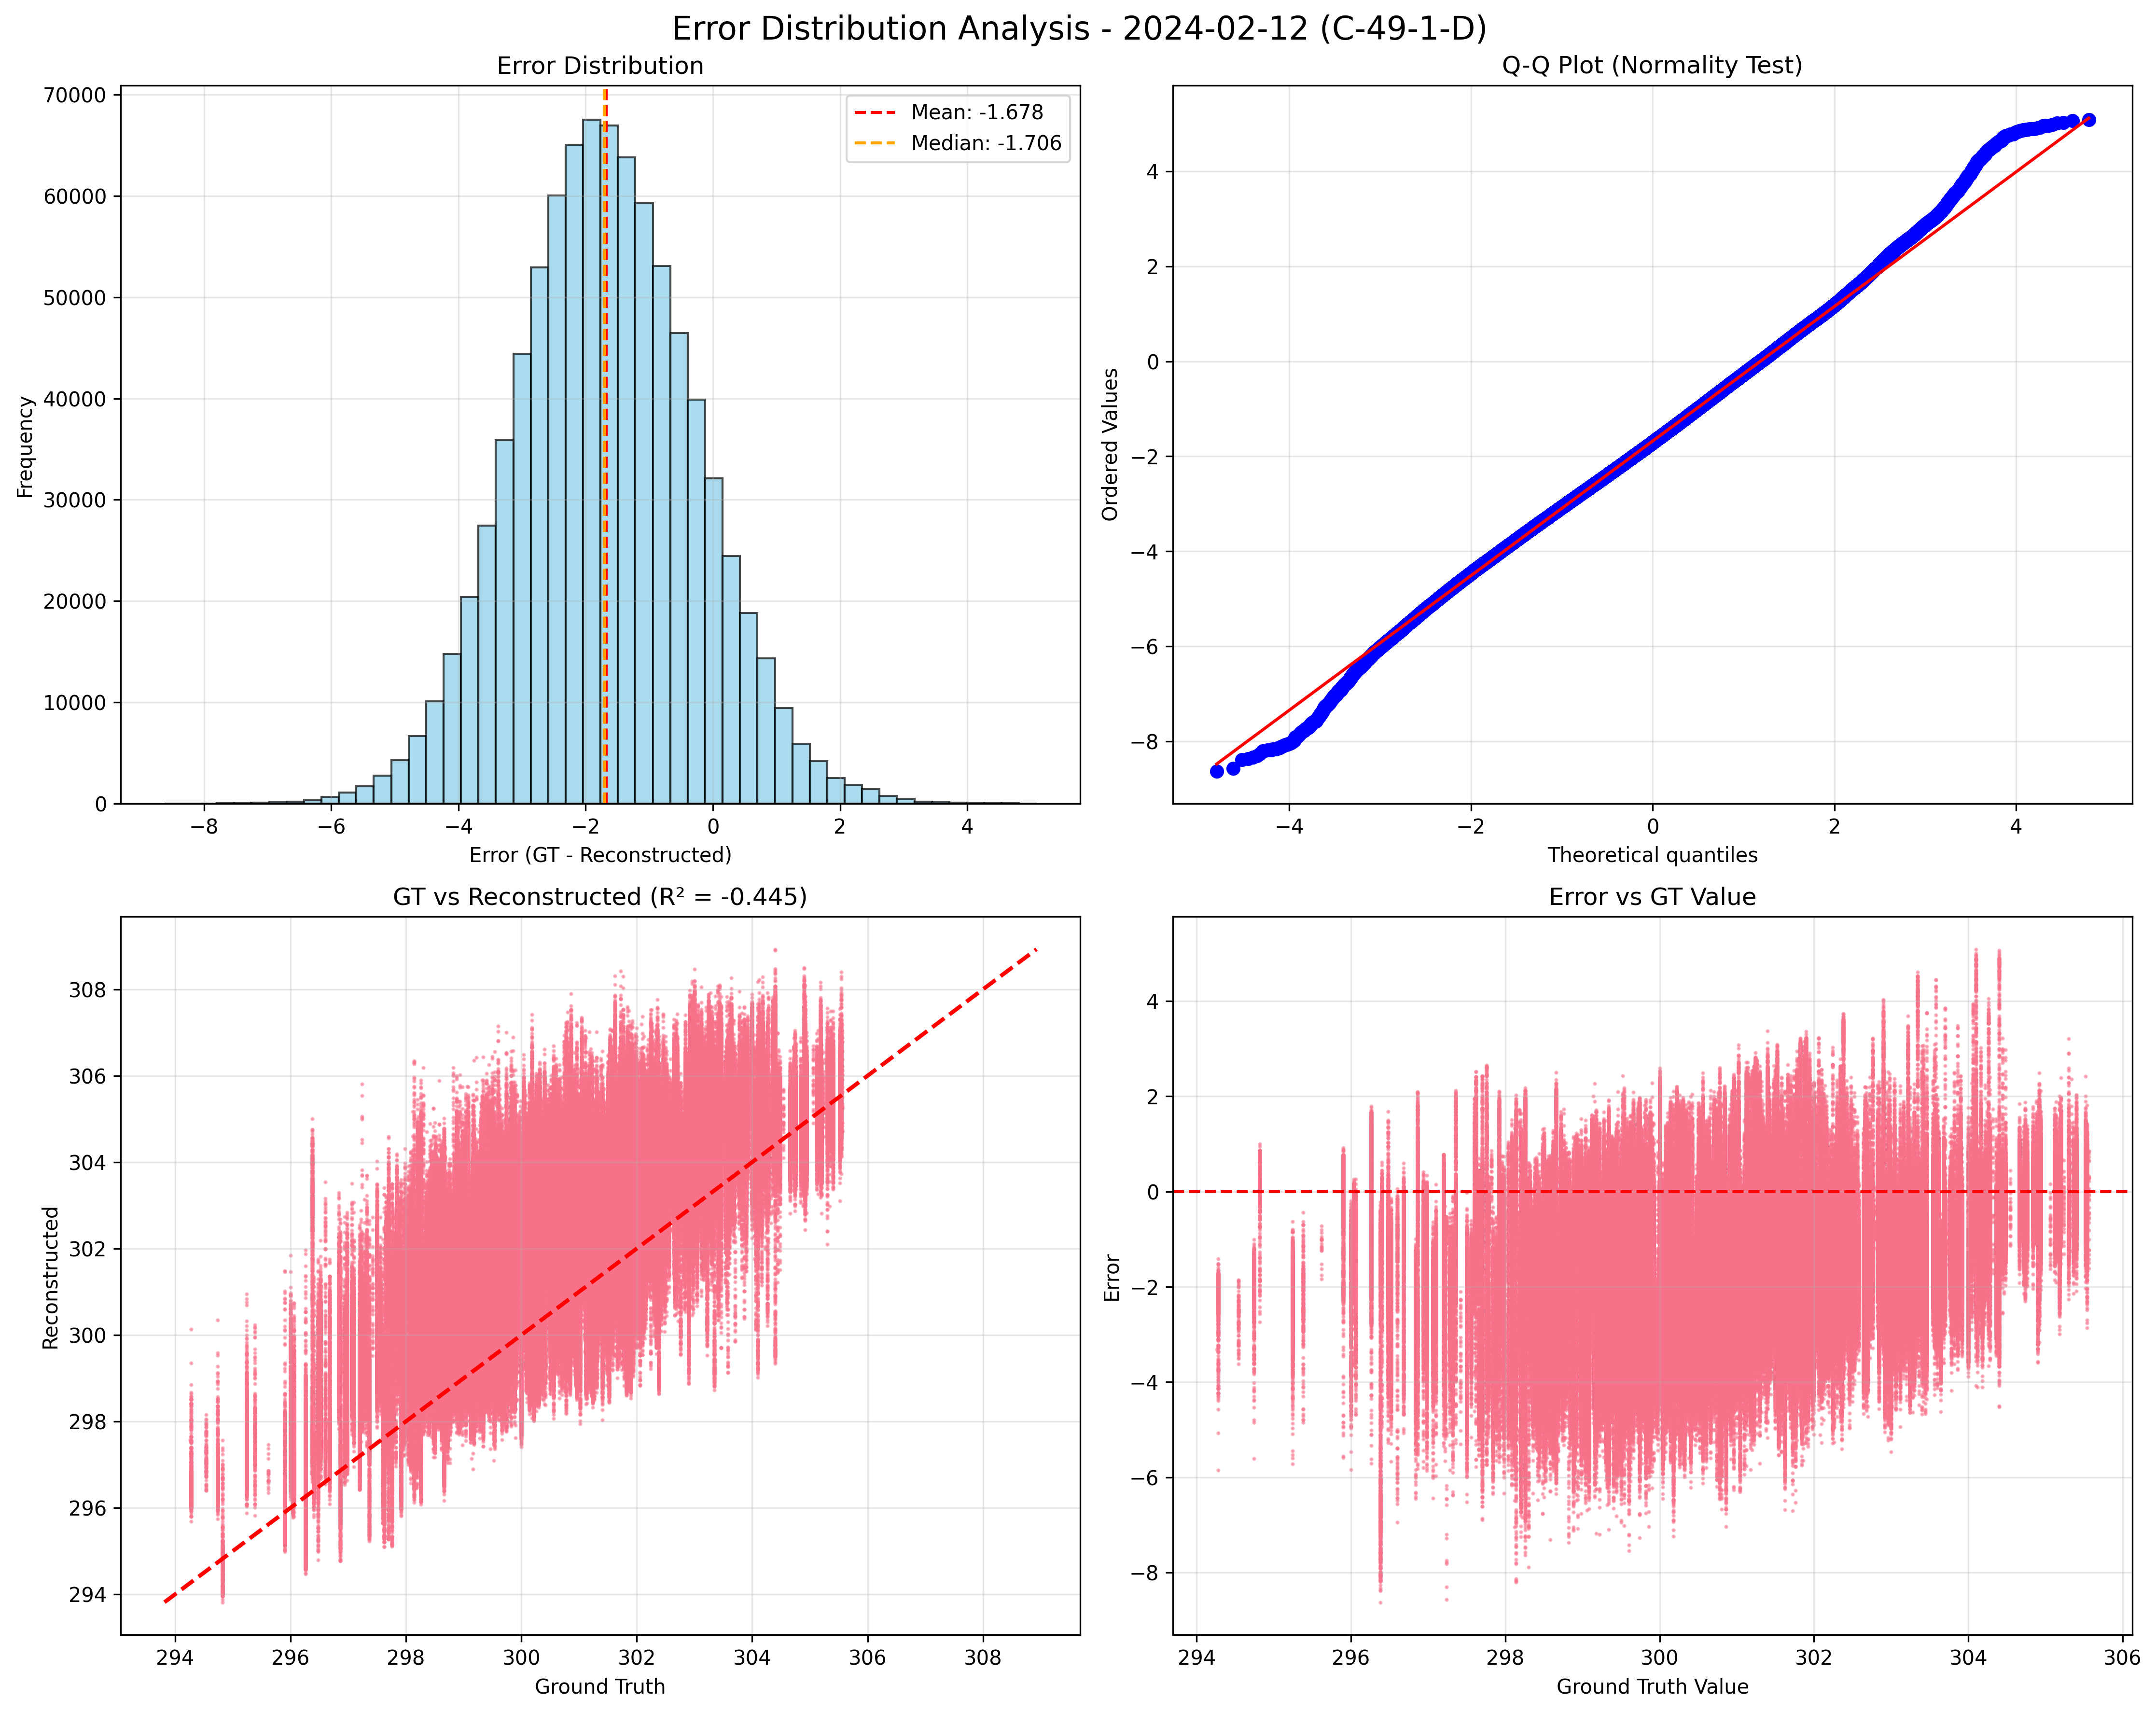 Error Distribution Analysis - 2024-02-12 (C-49-1-D)
Error Distribution
Mean: -1.678
Median: -1.706
70000
60000
50000
40000
30000
20000
10000
0
Frequency
−8 −6 −4 −2 0 2 4
Error (GT - Reconstructed)
Q-Q Plot (Normality Test)
4
2
0
−2
−4
−6
−8
Ordered Values
−4 −2 0 2 4
Theoretical quantiles
GT vs Reconstructed (R² = -0.445)
308
306
304
302
300
298
296
294
Reconstructed
294 296 298 300 302 304 306 308
Ground Truth
Error vs GT Value
4
2
0
−2
−4
−6
−8
Error
294 296 298 300 302 304 306
Ground Truth Value